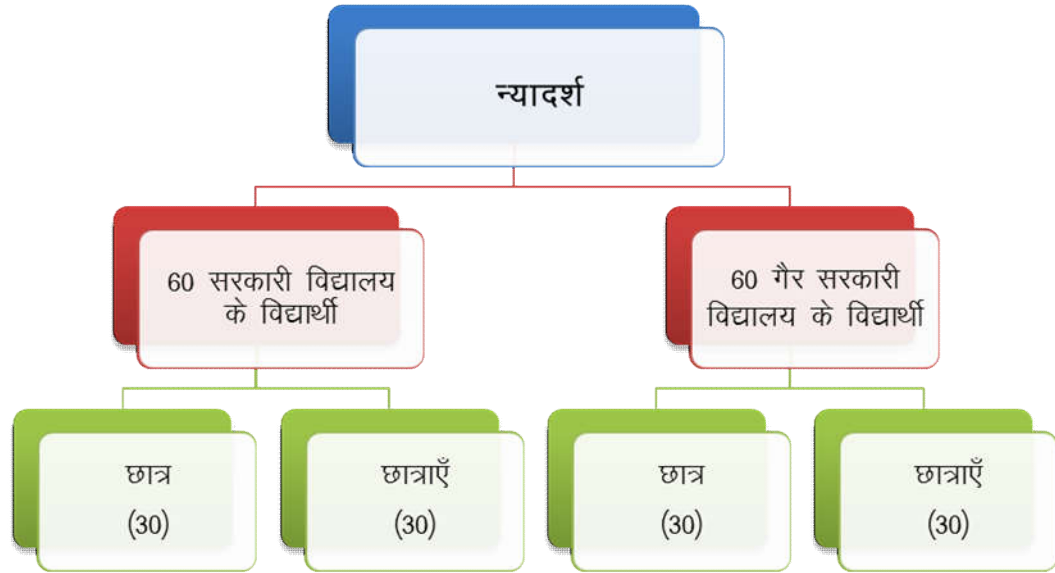 न्यादर्श
60 सरकारी विद्यालय
के विद्यार्थी
60 गैर सरकारी
विद्यालय के विद्यार्थी
छात्र
(30)
छात्राएँ
(30)
छात्र
(30)
छात्राएँ
(30)